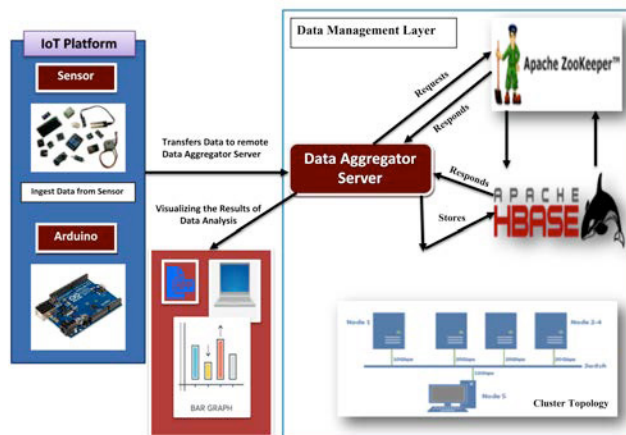 IoT Platform
Sensor
Ingest Data from Sensor
Arduino
Transfers Data to remote
Data Aggregator Server
Visualizing the Results of
Data Analysis
BAR GRAPH
Data Management Layer
Requests
Responds
Apache ZooKeeper™
Data Aggregator
Server
Responds
Stores
APACHE
HBASE
Node 1
Node 2-4
Switch
Node 5
Cluster Topology